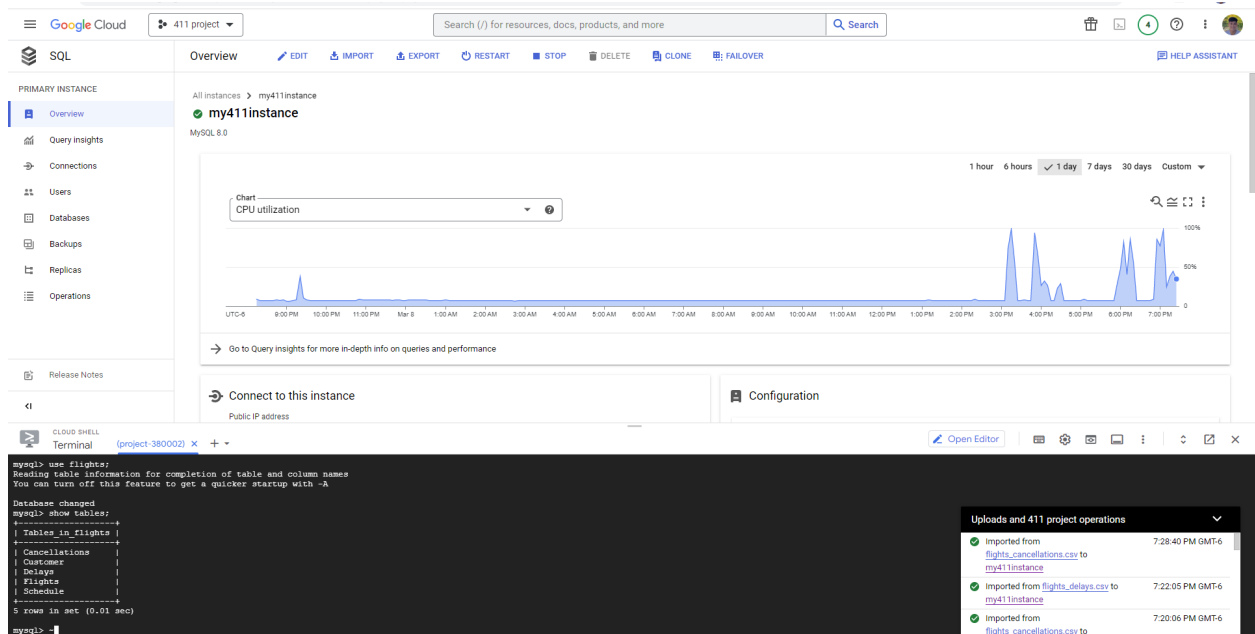 Google Cloud
411 project
Search (/) for resources, docs, products, and more
Search
4
SQL
Overview
EDIT
IMPORT
EXPORT
RESTART
STOP
DELETE
CLONE
FAILOVER
HELP ASSISTANT
PRIMARY INSTANCE
Overview
Query insights
Connections
Users
Databases
Backups
Replicas
Operations
Release Notes
All instances > my411instance
my411instance
MySQL 8.0
1 hour 6 hours 1 day 7 days 30 days Custom
Chart
CPU utilization
100%
50%
0
UTC-6 9:00 PM 10:00 PM 11:00 PM Mar 8 1:00 AM 2:00 AM 3:00 AM 4:00 AM 5:00 AM 6:00 AM 7:00 AM 8:00 AM 9:00 AM 10:00 AM 11:00 AM 12:00 PM 1:00 PM 2:00 PM 3:00 PM 4:00 PM 5:00 PM 6:00 PM 7:00 PM
Go to Query insights for more in-depth info on queries and performance
Connect to this instance
Public IP address
Configuration
CLOUD SHELL
Terminal
(project-380002)
Open Editor
mysql> use flights;
Reading table information for completion of table and column names
You can turn off this feature to get a quicker startup with -A
Database changed
mysql> show tables;
+-------------------+
| Tables_in_flights |
+-------------------+
| Cancellations     |
| Customer          |
| Delays            |
| Flights           |
| Schedule          |
+-------------------+
5 rows in set (0.01 sec)
mysql> ~
Uploads and 411 project operations
Imported from 7:28:40 PM GMT-6
flights_cancellations.csv to
my411instance
Imported from flights_delays.csv to 7:22:05 PM GMT-6
my411instance
Imported from 7:20:06 PM GMT-6
flights_cancellations.csv to